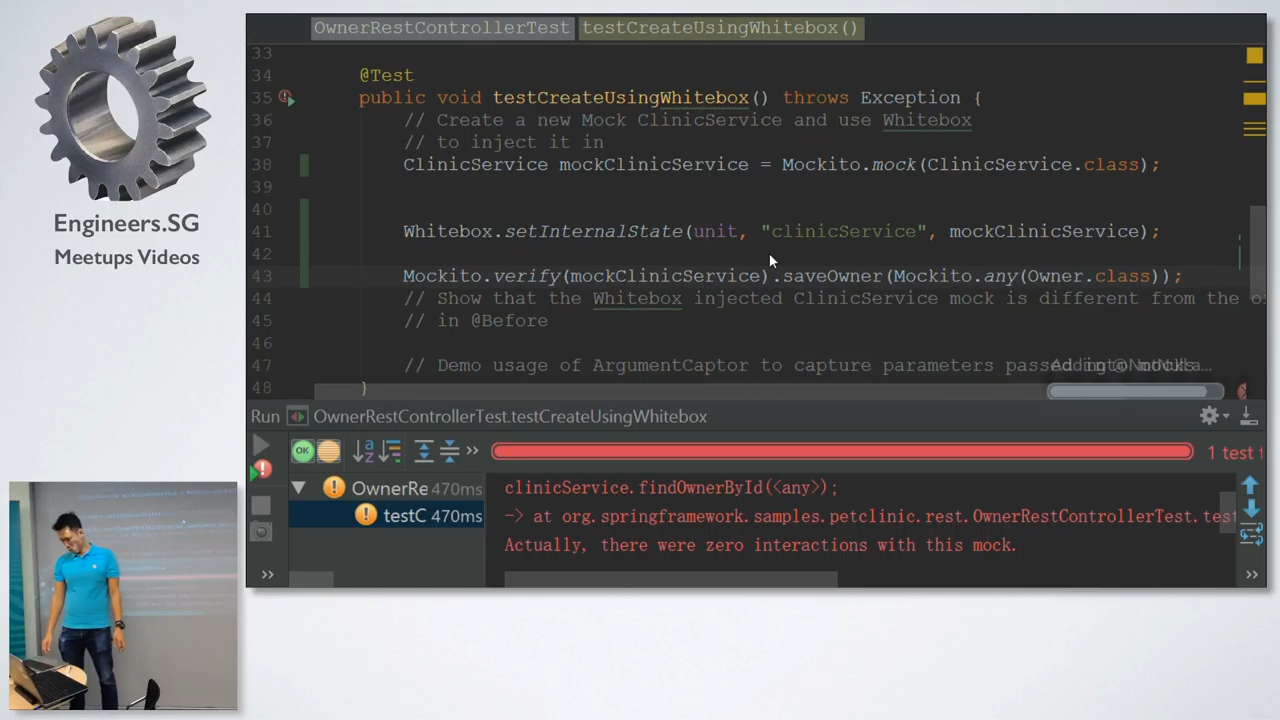 OwnerRestControllerTest testCreateUsingWhitebox()
33
34 @Test
35 public void testCreateUsingWhitebox() throws Exception {
36 // Create a new Mock ClinicService and use Whitebox
37 // to inject it in
38 ClinicService mockClinicService = Mockito.mock(ClinicService.class);
39
40
41 Whitebox.setInternalState(unit, "clinicService", mockClinicService);
42
43 Mockito.verify(mockClinicService).saveOwner(Mockito.any(Owner.class));
44 // Show that the Whitebox injected ClinicService mock is different from the
45 // in @Before
46
47 // Demo usage of ArgumentCaptor to capture parameters passed into mocks
48 }
Engineers.SG
Meetups Videos
Run OwnerRestControllerTest.testCreateUsingWhitebox
OK 1 test
OwnerRe 470ms
testC 470ms
clinicService.findOwnerById(<any>);
-> at org.springframework.samples.petclinic.rest.OwnerRestControllerTest.test
Actually, there were zero interactions with this mock.